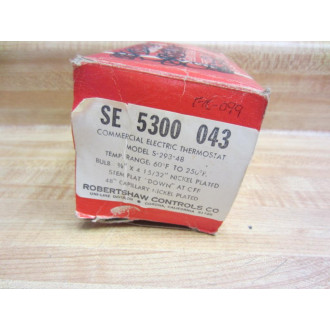 SE 5300 043
COMMERCIAL ELECTRIC THERMOSTAT
MODEL S-293-48
TEMP. RANGE: 60°F. TO 250°F.
BULB: ⅜" X 4 15/32" NICKEL PLATED
STEM FLAT "DOWN" AT OFF
48" CAPILLARY NICKEL PLATED
ROBERTSHAW CONTROLS CO